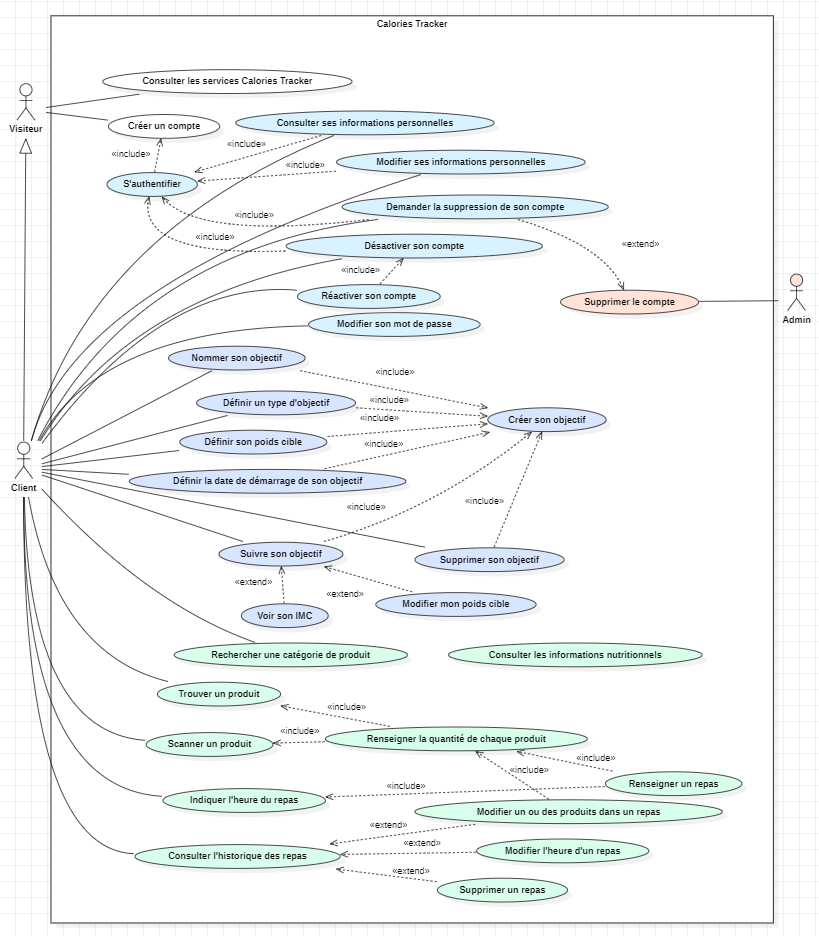 Calories Tracker
Consulter les services Calories Tracker
Visiteur
Créer un compte
Consulter ses informations personnelles
«include»
«include»
Modifier ses informations personnelles
«include»
S'authentifier
Demander la suppression de son compte
«include»
«include»
Désactiver son compte
«extend»
«include»
Réactiver son compte
Supprimer le compte
Admin
Modifier son mot de passe
Nommer son objectif
«include»
Définir un type d'objectif
«include»
«include»
Créer son objectif
Définir son poids cible
«include»
Définir la date de démarrage de son objectif
Client
«include»
«include»
Suivre son objectif
Supprimer son objectif
«extend»
«extend»
Modifier mon poids cible
Voir son IMC
Rechercher une catégorie de produit
Consulter les informations nutritionnels
Trouver un produit
«include»
«include»
Renseigner la quantité de chaque produit
Scanner un produit
«include»
«include»
Renseigner un repas
«include»
Indiquer l'heure du repas
Modifier un ou des produits dans un repas
«extend»
«extend»
Modifier l'heure d'un repas
Consulter l'historique des repas
«extend»
Supprimer un repas